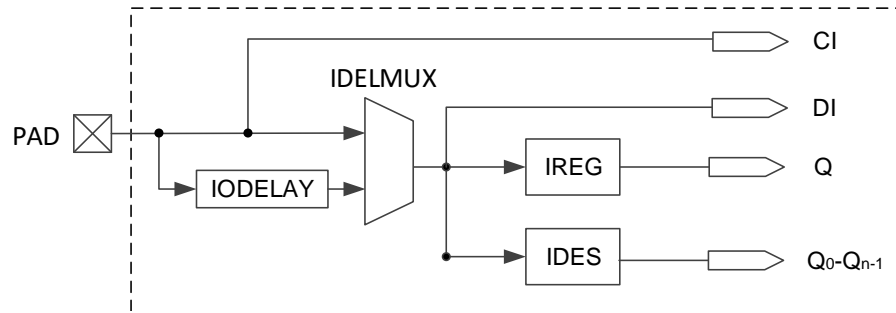 CI
IDELMUX
DI
PAD
IODELAY
IREG
Q
IDES
Q0-Qn-1